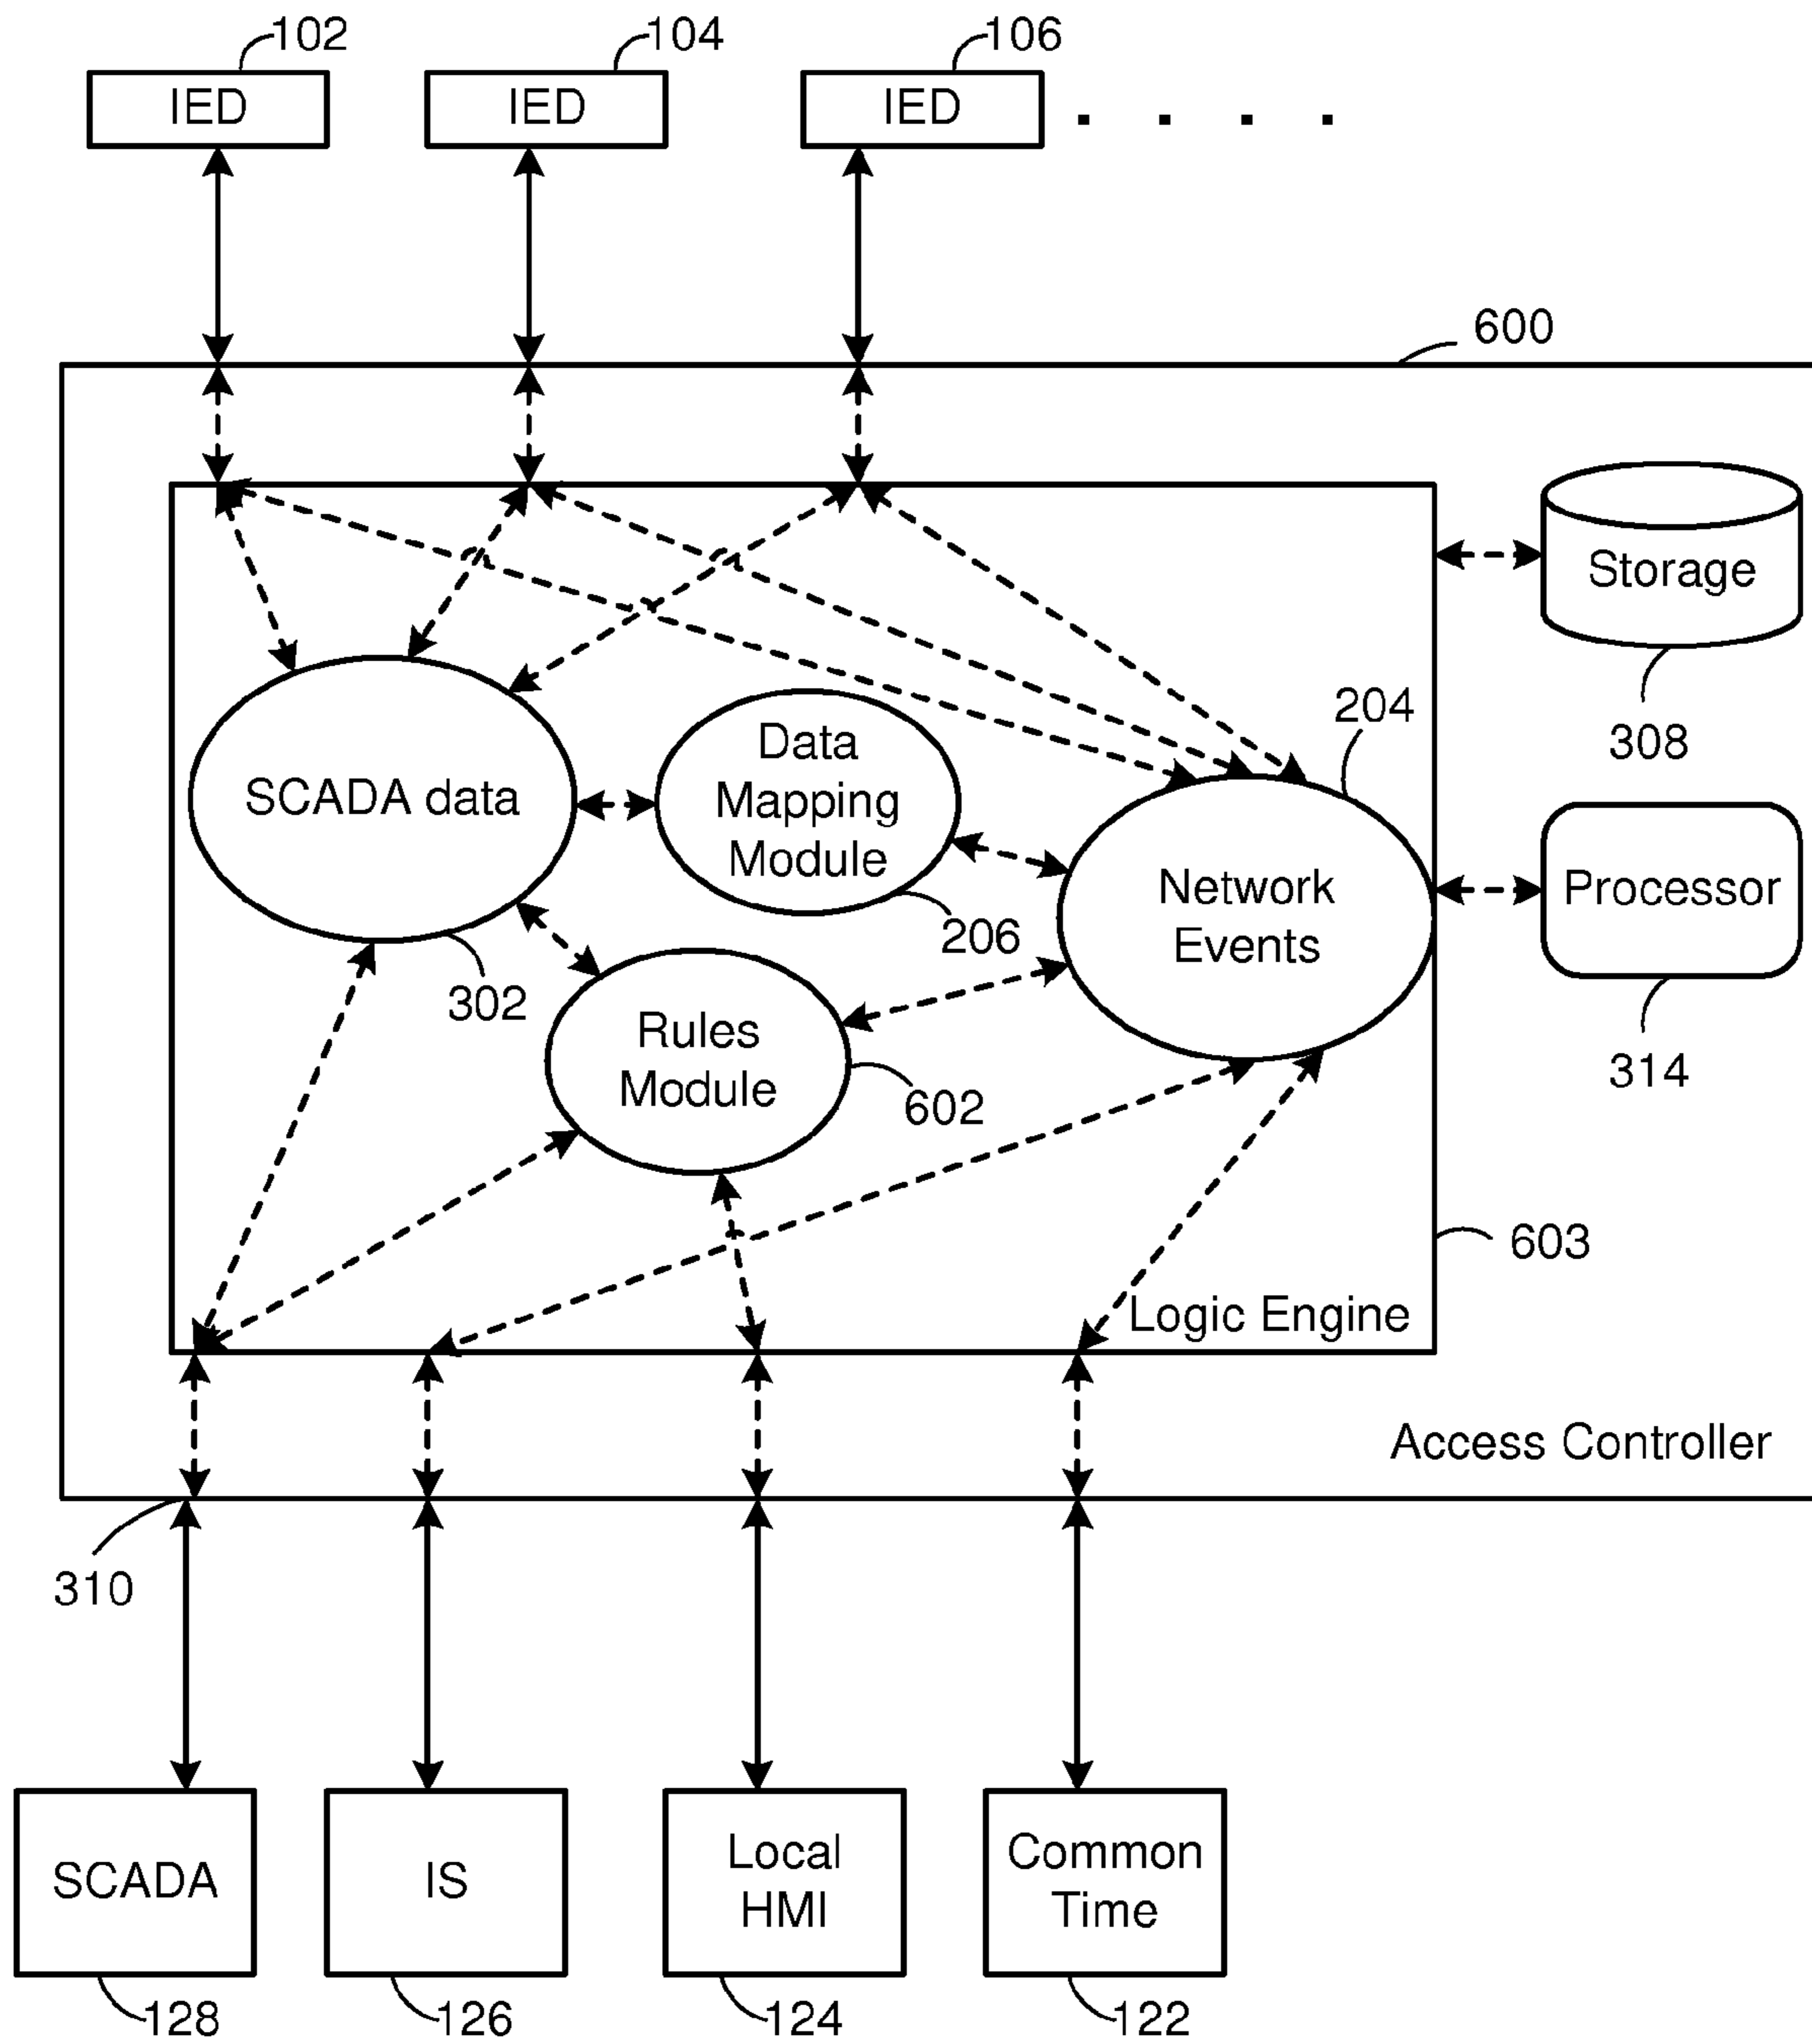 102
104
106
IED
IED
IED
. . . .
600
Storage
308
204
Data
Mapping
Module
SCADA data
Network
Events
Processor
206
302
314
Rules
Module
602
603
Logic Engine
Access Controller
310
SCADA
IS
Local
HMI
Common
Time
128
126
124
122